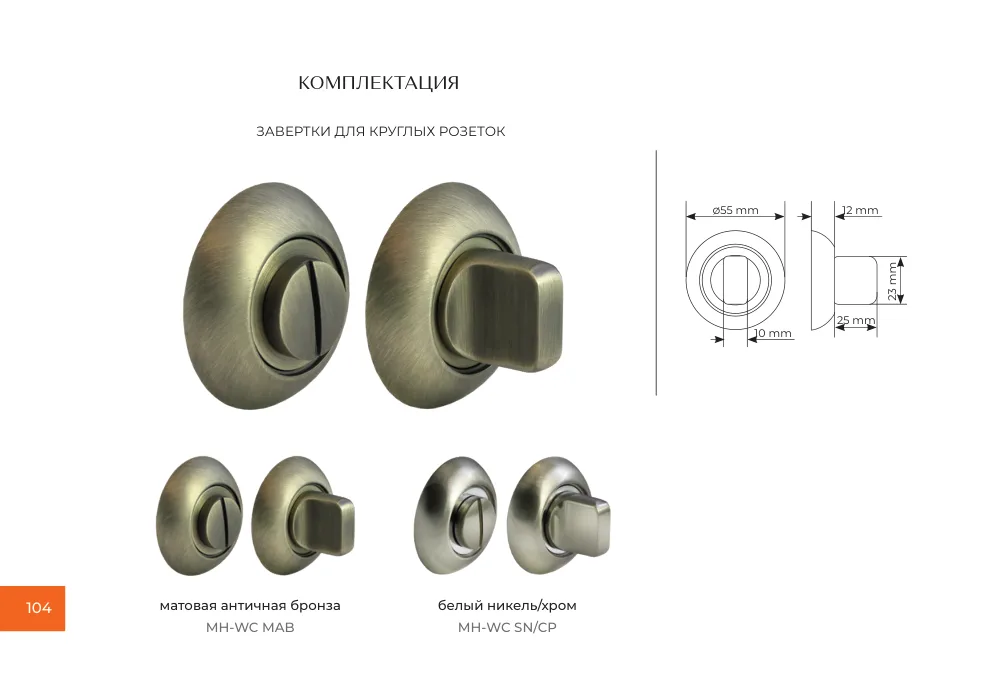 КОМПЛЕКТАЦИЯ
ЗАВЕРТКИ ДЛЯ КРУГЛЫХ РОЗЕТОК
ø55 mm
12 mm
23 mm
25 mm
10 mm
матовая античная бронза
MH-WC MAB
белый никель/хром
MH-WC SN/CP
104